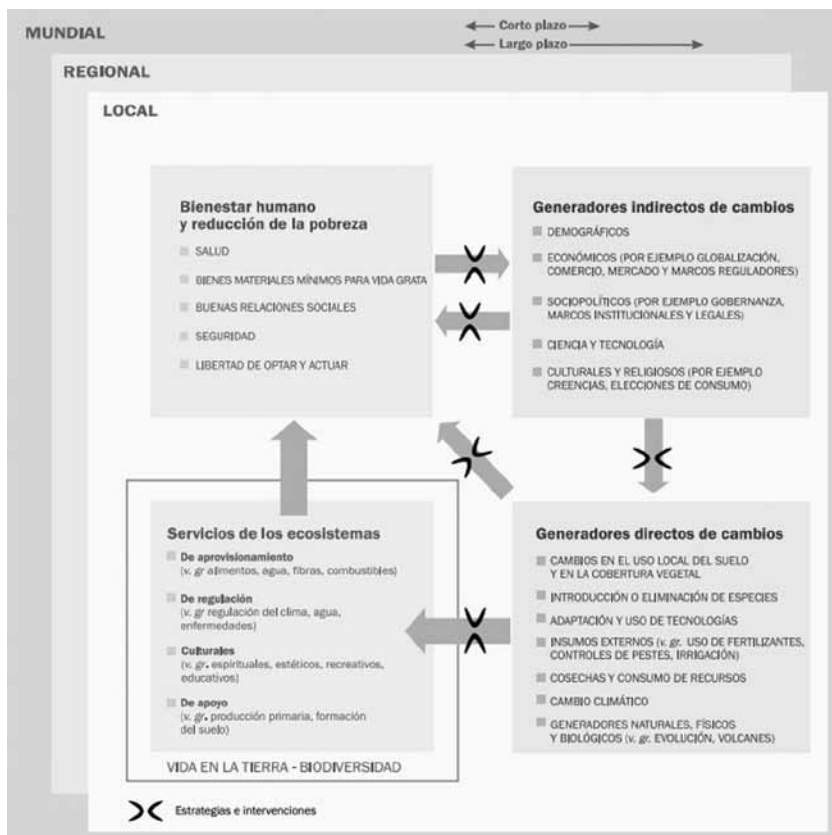 MUNDIAL
Corto plazo
Largo plazo
REGIONAL
LOCAL
Bienestar humano
y reducción de la pobreza
SALUD
BIENES MATERIALES MÍNIMOS PARA VIDA GRATA
BUENAS RELACIONES SOCIALES
SEGURIDAD
LIBERTAD DE OPTAR Y ACTUAR
Generadores indirectos de cambios
DEMOGRÁFICOS
ECONÓMICOS (POR EJEMPLO GLOBALIZACIÓN,
COMERCIO, MERCADO Y MARCOS REGULADORES)
SOCIOPOLÍTICOS (POR EJEMPLO GOBERNANZA,
MARCOS INSTITUCIONALES Y LEGALES)
CIENCIA Y TECNOLOGÍA
CULTURALES Y RELIGIOSOS (POR EJEMPLO
CREENCIAS, ELECCIONES DE CONSUMO)
Servicios de los ecosistemas
De aprovisionamiento
(v. gr alimentos, agua, fibras, combustibles)
De regulación
(v. gr regulación del clima, agua,
enfermedades)
Culturales
(v. gr. espirituales, estéticos, recreativos,
educativos)
De apoyo
(v. gr. producción primaria, formación
del suelo)
VIDA EN LA TIERRA - BIODIVERSIDAD
Generadores directos de cambios
CAMBIOS EN EL USO LOCAL DEL SUELO
Y EN LA COBERTURA VEGETAL
INTRODUCCIÓN O ELIMINACIÓN DE ESPECIES
ADAPTACIÓN Y USO DE TECNOLOGÍAS
INSUMOS EXTERNOS (v. gr. USO DE FERTILIZANTES,
CONTROLES DE PESTES, IRRIGACIÓN)
COSECHAS Y CONSUMO DE RECURSOS
CAMBIO CLIMÁTICO
GENERADORES NATURALES, FÍSICOS
Y BIOLÓGICOS (v. gr. EVOLUCIÓN, VOLCANES)
Estrategias e intervenciones